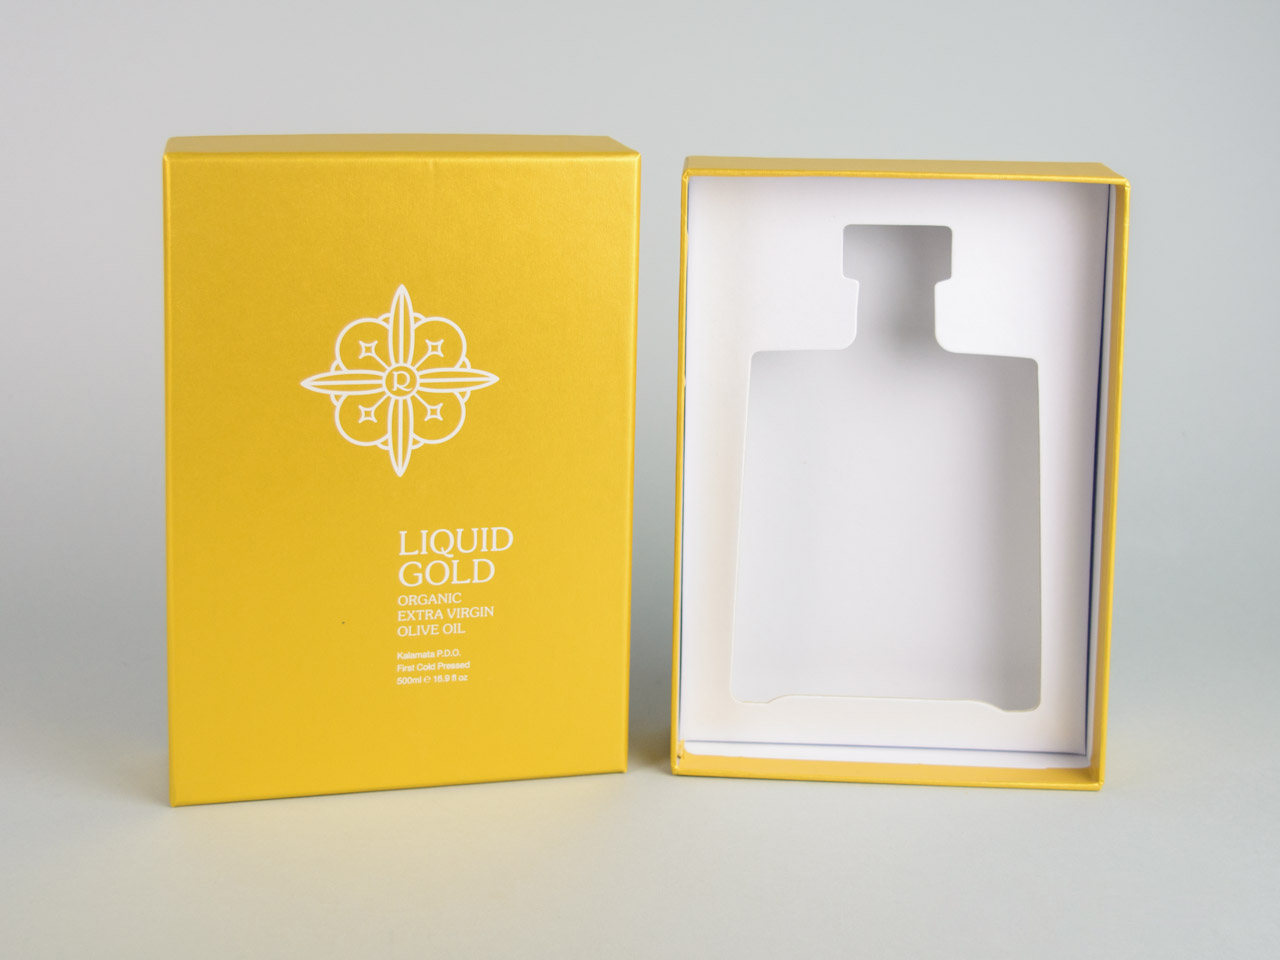 R
LIQUID
GOLD
ORGANIC
EXTRA VIRGIN
OLIVE OIL
Kalamata P.D.O.
First Cold Pressed
500ml ℮ 16.9 fl oz